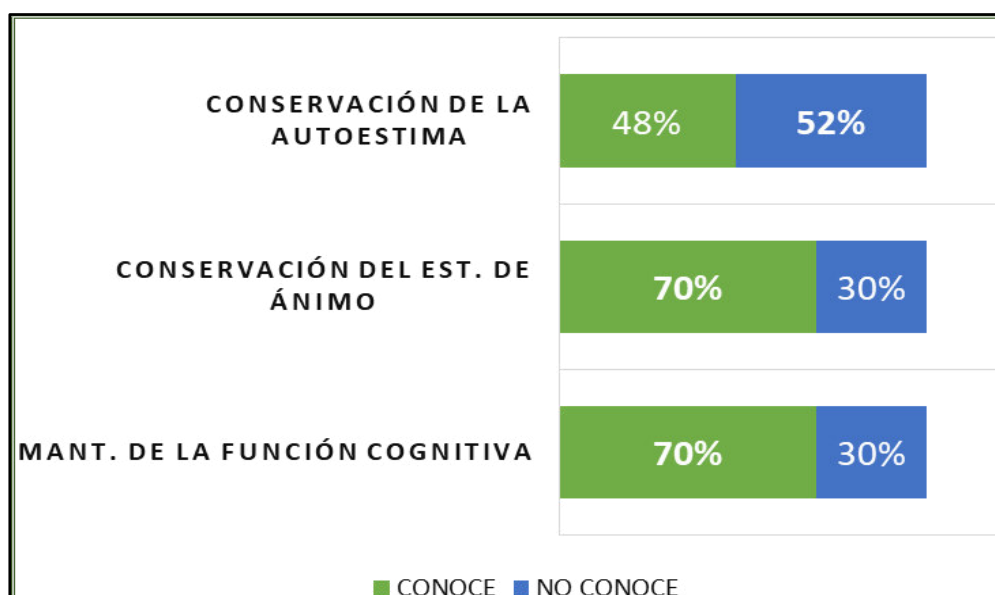 CONSERVACIÓN DE LA
AUTOESTIMA
48% 52%
CONSERVACIÓN DEL EST. DE
ÁNIMO
70% 30%
MANT. DE LA FUNCIÓN COGNITIVA
70% 30%
CONOCE NO CONOCE